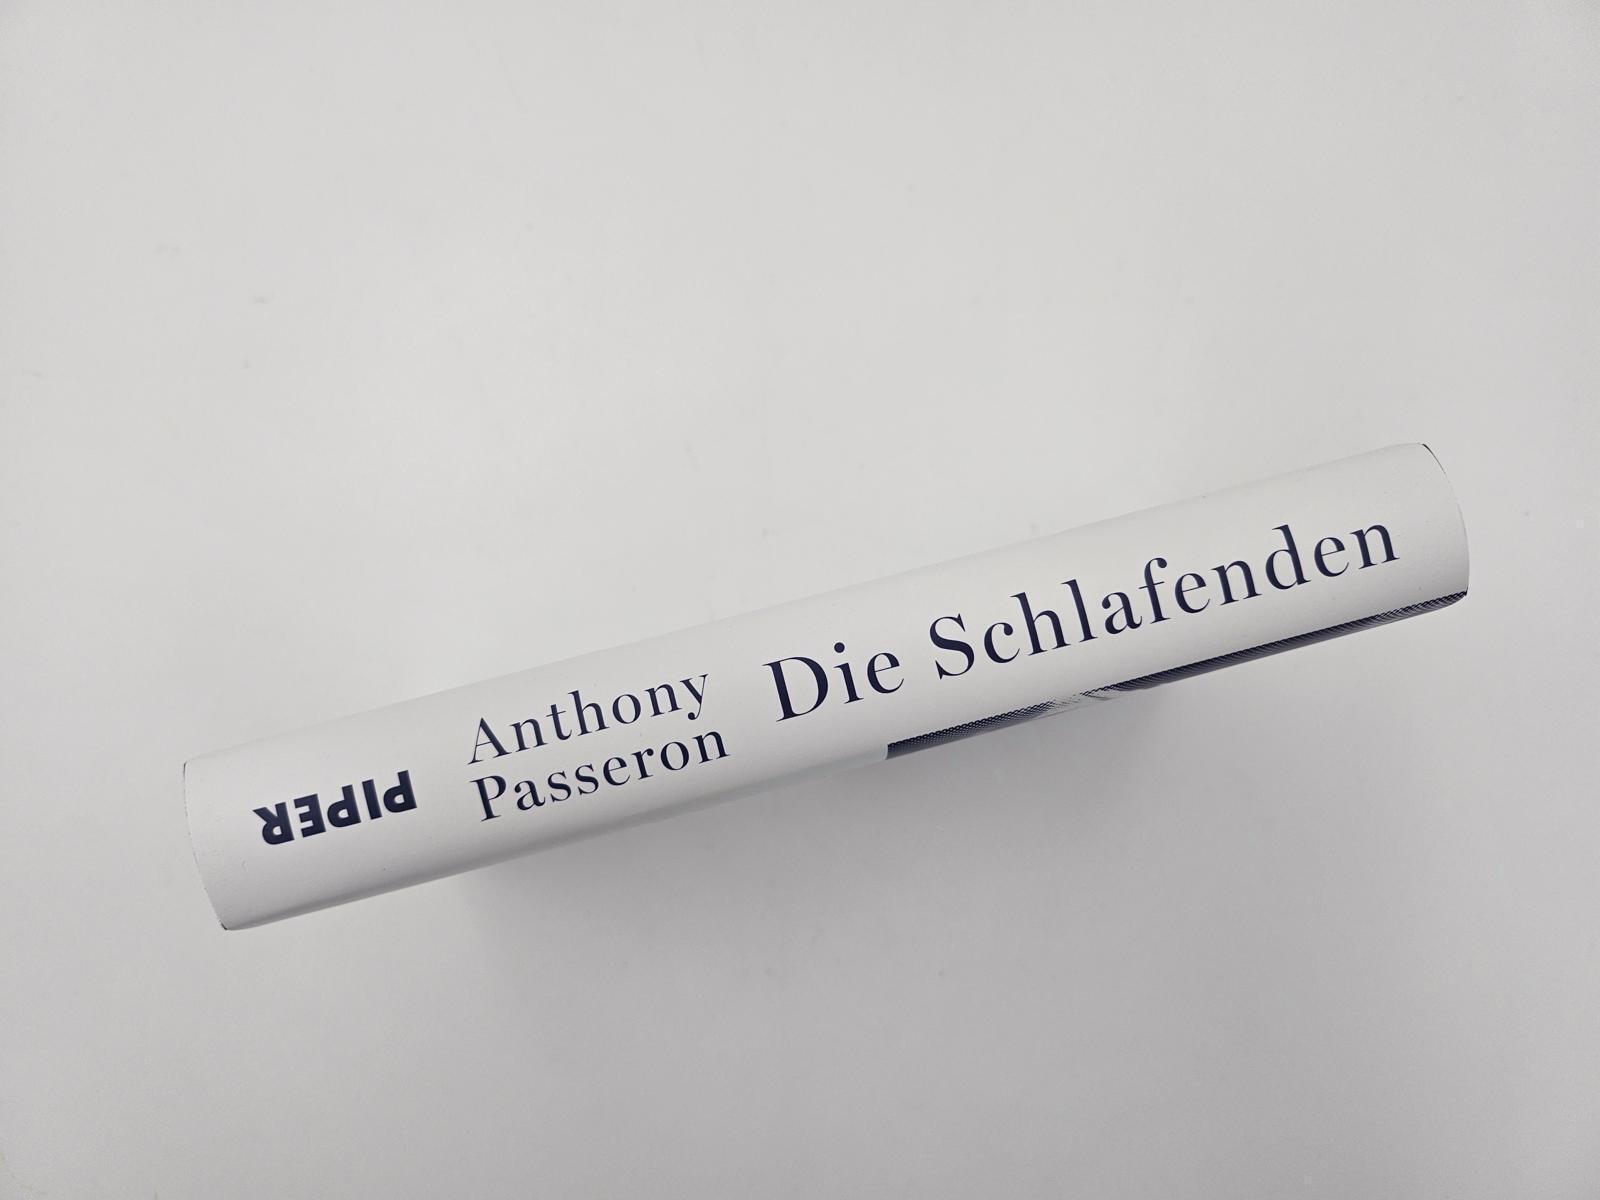 PIPER
Anthony
Passeron
Die Schlafenden